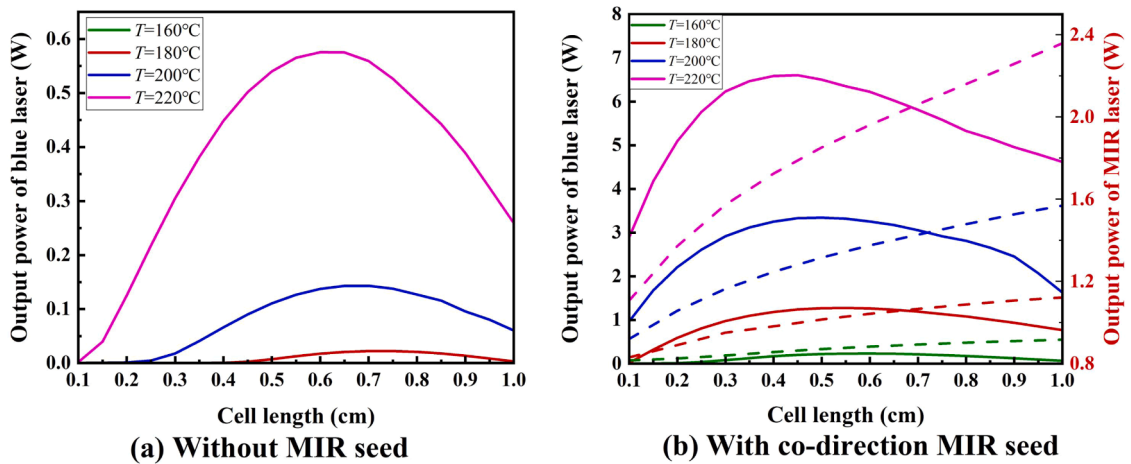 Output power of blue laser (W)
0.6
0.5
0.4
0.3
0.2
0.1
0.0
T=160℃
T=180℃
T=200℃
T=220℃
0.1 0.2 0.3 0.4 0.5 0.6 0.7 0.8 0.9 1.0
Cell length (cm)
(a) Without MIR seed
Output power of blue laser (W)
8
7
6
5
4
3
2
1
0
T=160℃
T=180℃
T=200℃
T=220℃
2.4
2.0
1.6
1.2
0.8
Output power of MIR laser (W)
0.1 0.2 0.3 0.4 0.5 0.6 0.7 0.8 0.9 1.0
Cell length (cm)
(b) With co-direction MIR seed